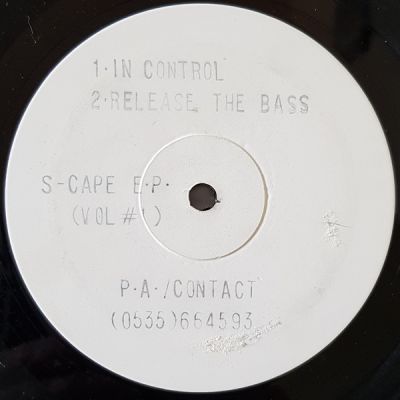 1·IN CONTROL
2·RELEASE THE BASS
S-CAPE E·P·
(VOL #1)
P·A·/CONTACT
(0535)664593